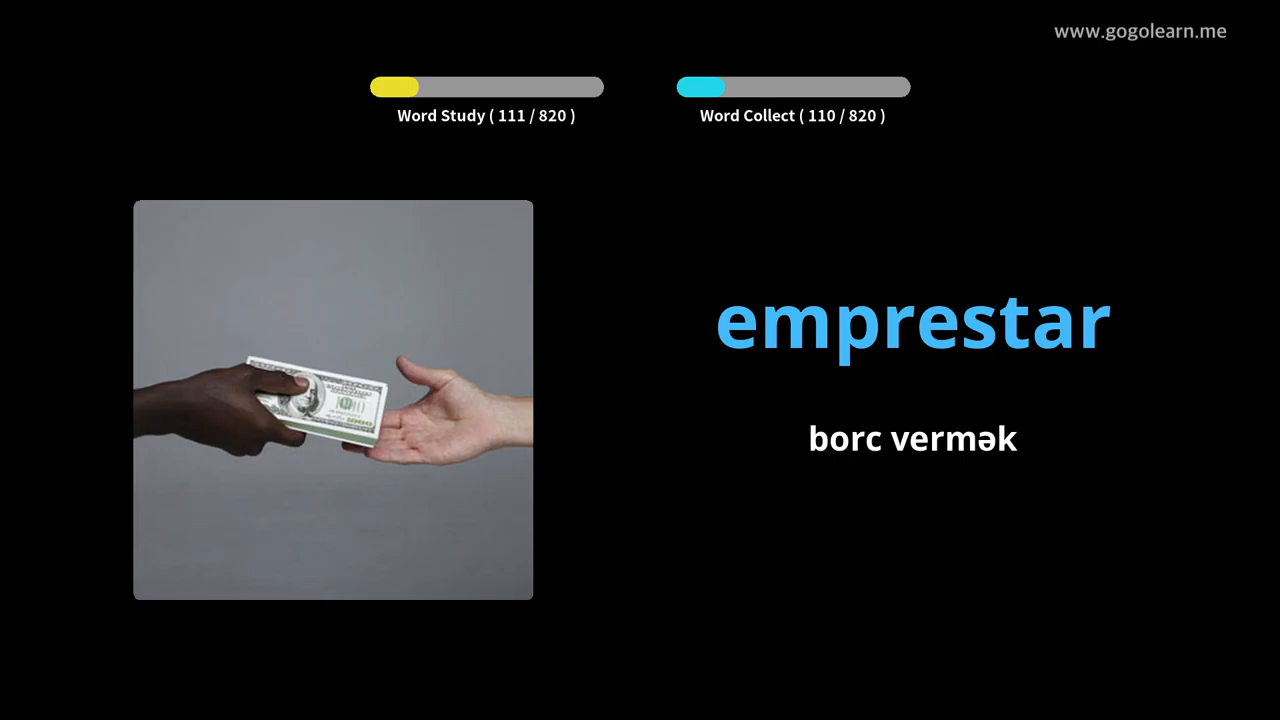 www.gogolearn.me
Word Study ( 111 / 820 )
Word Collect ( 110 / 820 )
emprestar
borc vermək